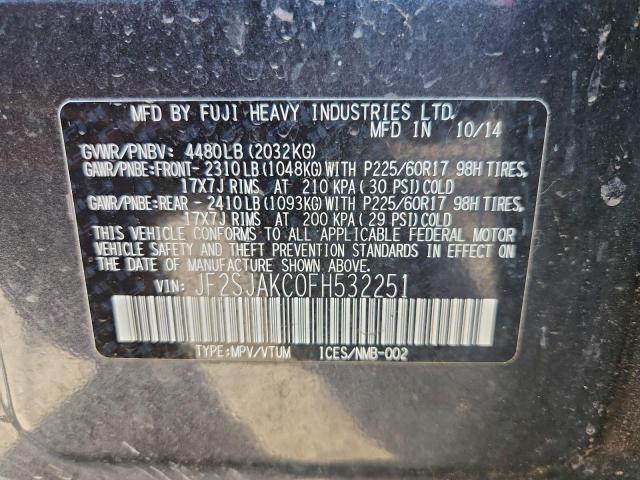 MFD BY FUJI HEAVY INDUSTRIES LTD.
MFD IN 10/14
GVWR/PNBV: 4480LB(2032KG)
GAWR/PNBE:FRONT-2310LB(1048KG)WITH P225/60R17 98H TIRES,
17X7J RIMS AT 210 KPA(30 PSI)COLD
GAWR/PNBE:REAR -2410LB(1093KG)WITH P225/60R17 98H TIRES,
17X7J RIMS AT 200 KPA(29 PSI)COLD
THIS VEHICLE CONFORMS TO ALL APPLICABLE FEDERAL MOTOR
VEHICLE SAFETY AND THEFT PREVENTION STANDARDS IN EFFECT
ON THE DATE OF MANUFACTURE SHOWN ABOVE.
VIN: JF2SJAKC0FH532251
TYPE:MPV/VTUM ICES/NMB-002